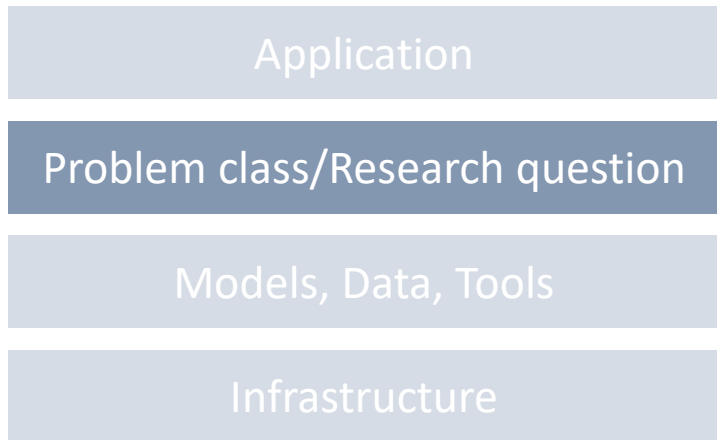 Application
Problem class/Research question
Models, Data, Tools
Infrastructure